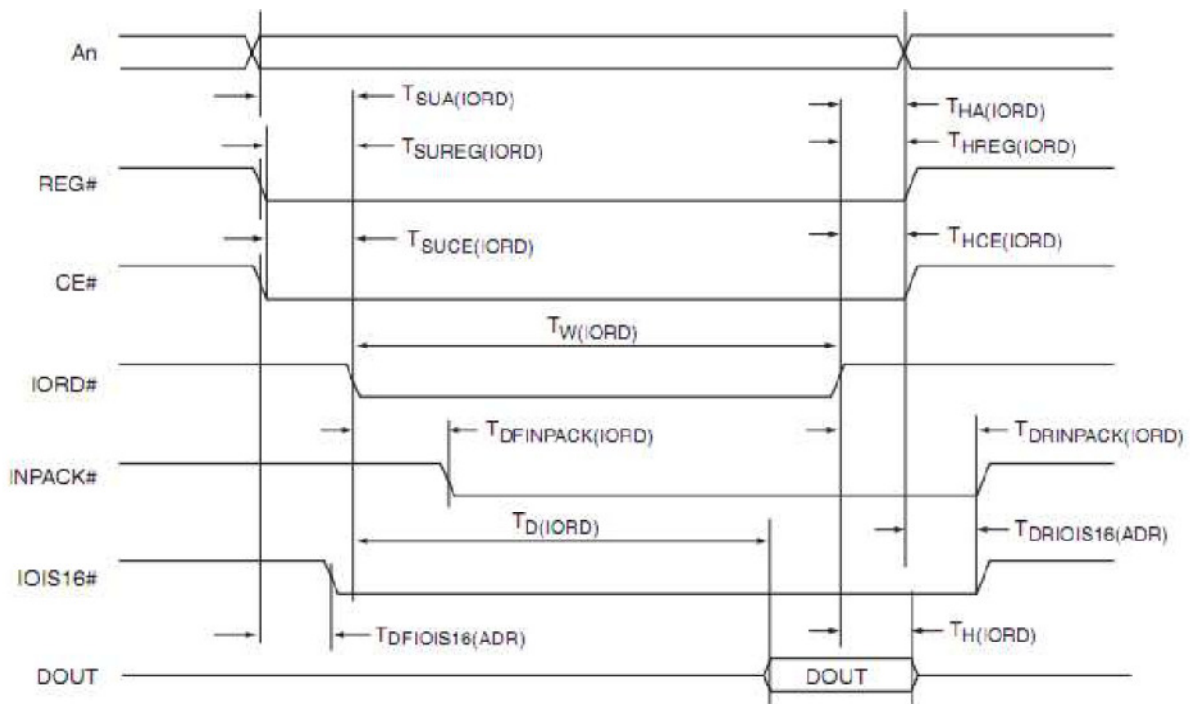 An
TSUA(IORD)
THA(IORD)
TSUREG(IORD)
THREG(IORD)
REG#
TSUCE(IORD)
THCE(IORD)
CE#
TW(IORD)
IORD#
TDFINPACK(IORD)
TDRINPACK(IORD)
INPACK#
TD(IORD)
TDRIOIS16(ADR)
IOIS16#
TDFIOIS16(ADR)
TH(IORD)
DOUT
DOUT